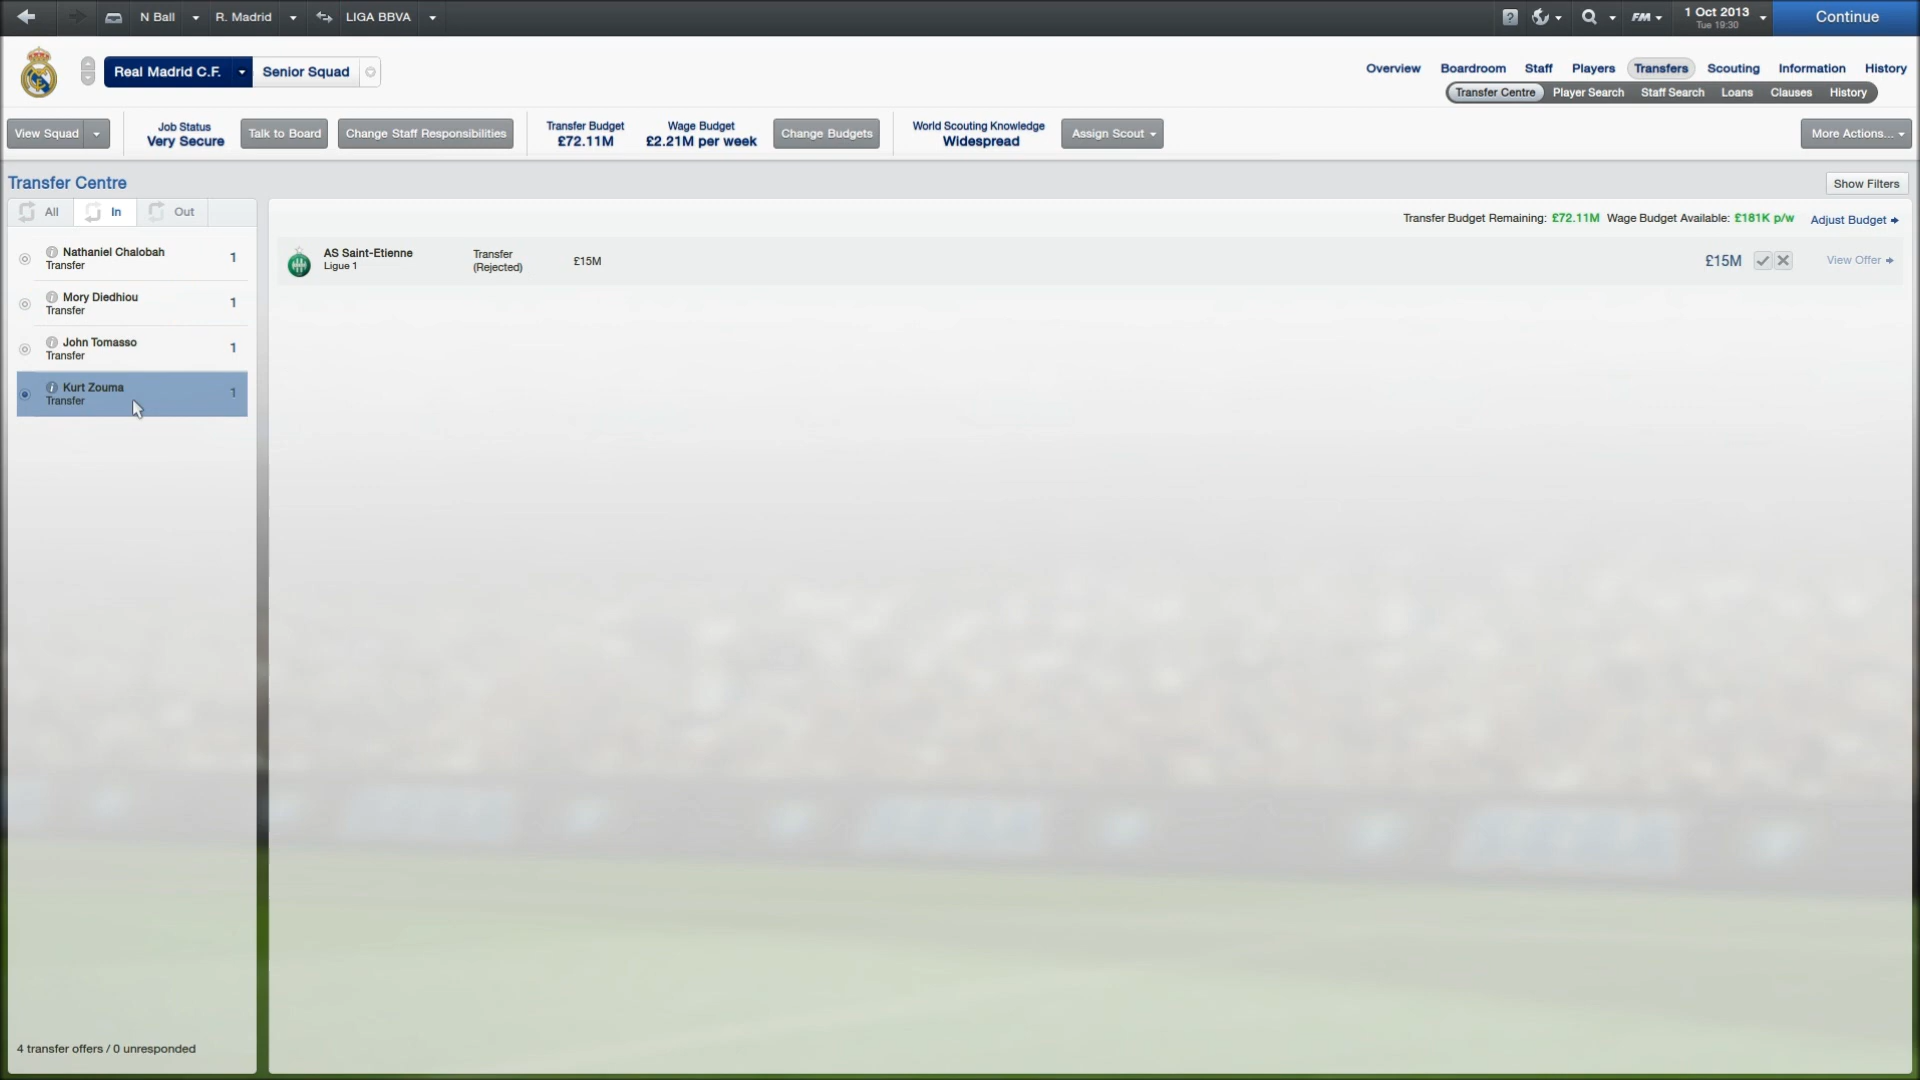 N Ball
R. Madrid
LIGA BBVA
?
FM
1 Oct 2013
Tue 19:30
Continue
Real Madrid C.F.
Senior Squad
Overview
Boardroom
Staff
Players
Transfers
Scouting
Information
History
Transfer Centre
Player Search
Staff Search
Loans
Clauses
History
View Squad
Job Status
Very Secure
Talk to Board
Change Staff Responsibilities
Transfer Budget
£72.11M
Wage Budget
£2.21M per week
Change Budgets
World Scouting Knowledge
Widespread
Assign Scout
More Actions...
Transfer Centre
Show Filters
All
In
Out
Transfer Budget Remaining: £72.11M Wage Budget Available: £181K p/w Adjust Budget
Nathaniel Chalobah
Transfer
1
Mory Diedhiou
Transfer
1
John Tomasso
Transfer
1
Kurt Zouma
Transfer
1
AS Saint-Etienne
Ligue 1
Transfer
(Rejected)
£15M
£15M
View Offer
4 transfer offers / 0 unresponded